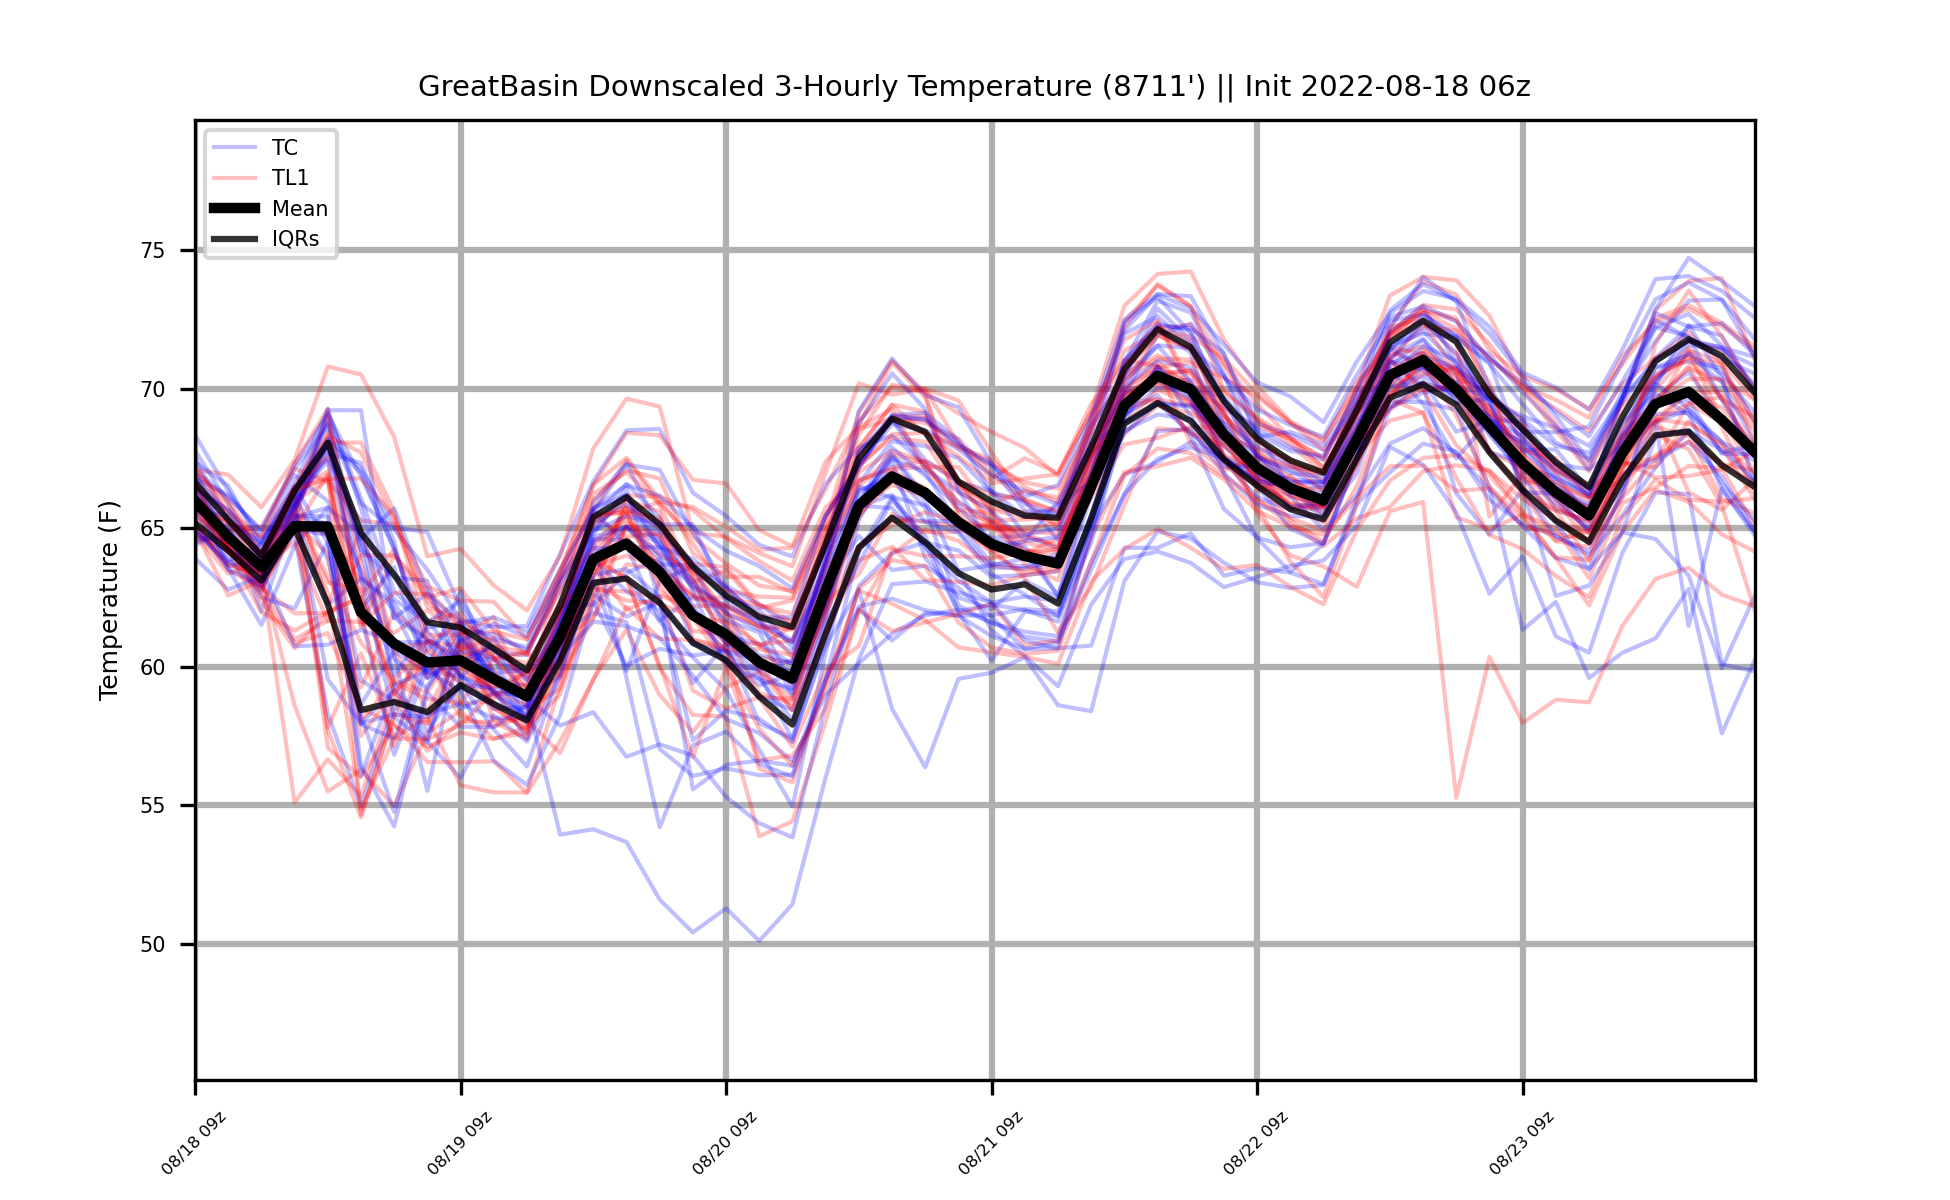 GreatBasin Downscaled 3-Hourly Temperature (8711') || Init 2022-08-18 06z
TC
TL1
Mean
IQRs
Temperature (F)
75
70
65
60
55
50
08/18 09z
08/19 09z
08/20 09z
08/21 09z
08/22 09z
08/23 09z